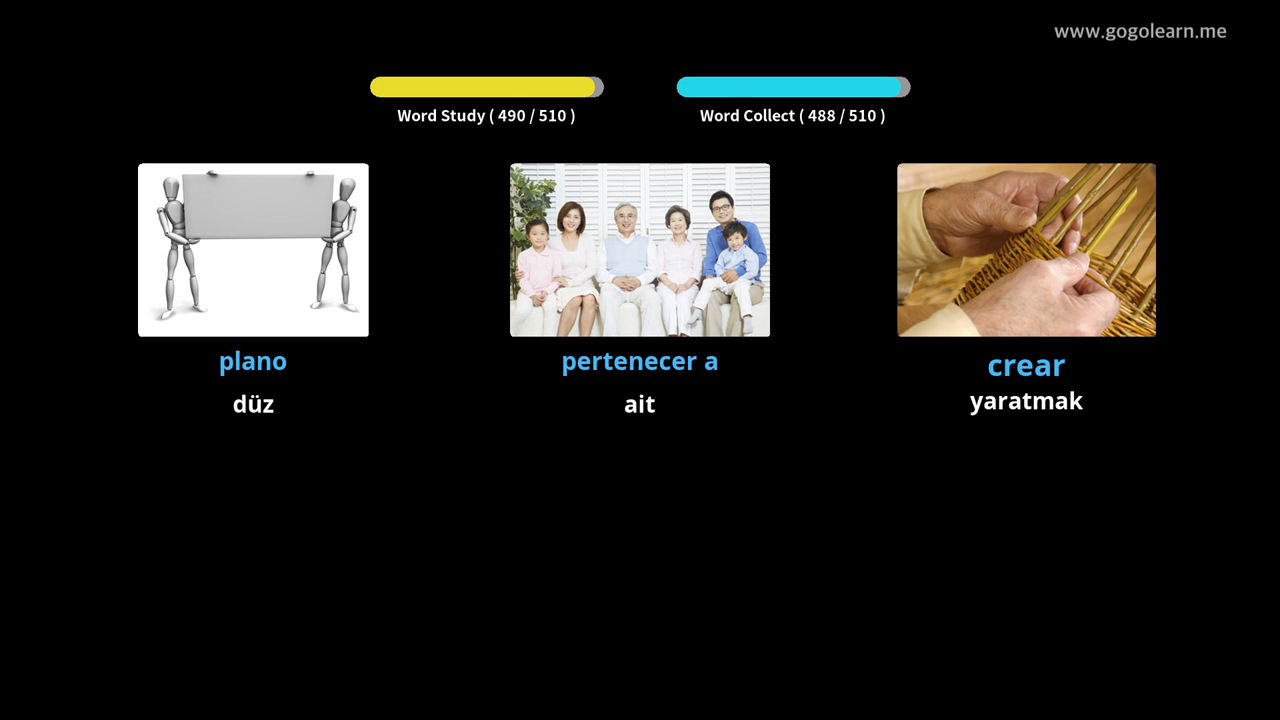 www.gogolearn.me
Word Study ( 490 / 510 )
Word Collect ( 488 / 510 )
plano
düz
pertenecer a
ait
crear
yaratmak